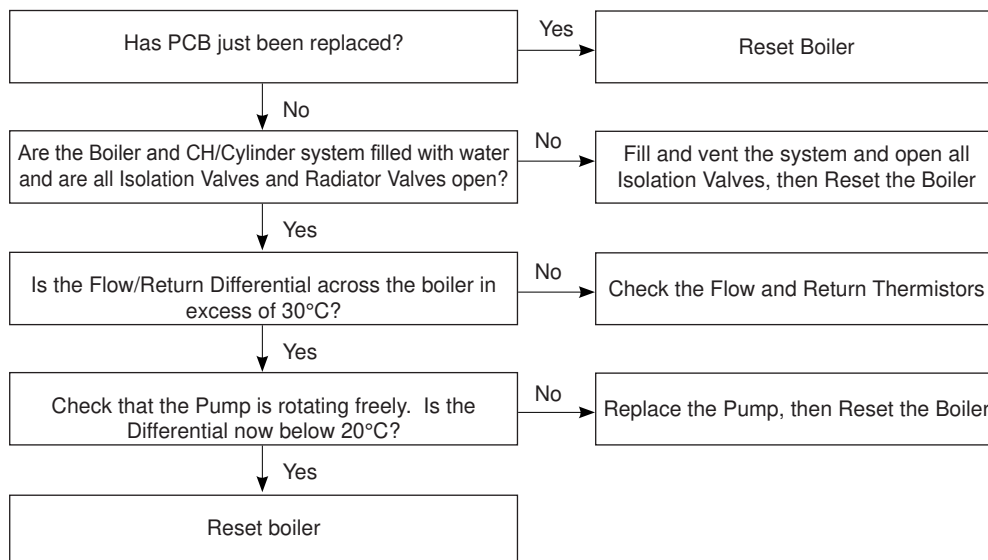 Has PCB just been replaced?
Yes
Reset Boiler
No
Are the Boiler and CH/Cylinder system filled with water
and are all Isolation Valves and Radiator Valves open?
No
Fill and vent the system and open all
Isolation Valves, then Reset the Boiler
Yes
Is the Flow/Return Differential across the boiler in
excess of 30°C?
No
Check the Flow and Return Thermistors
Yes
Check that the Pump is rotating freely. Is the
Differential now below 20°C?
No
Replace the Pump, then Reset the Boiler
Yes
Reset boiler